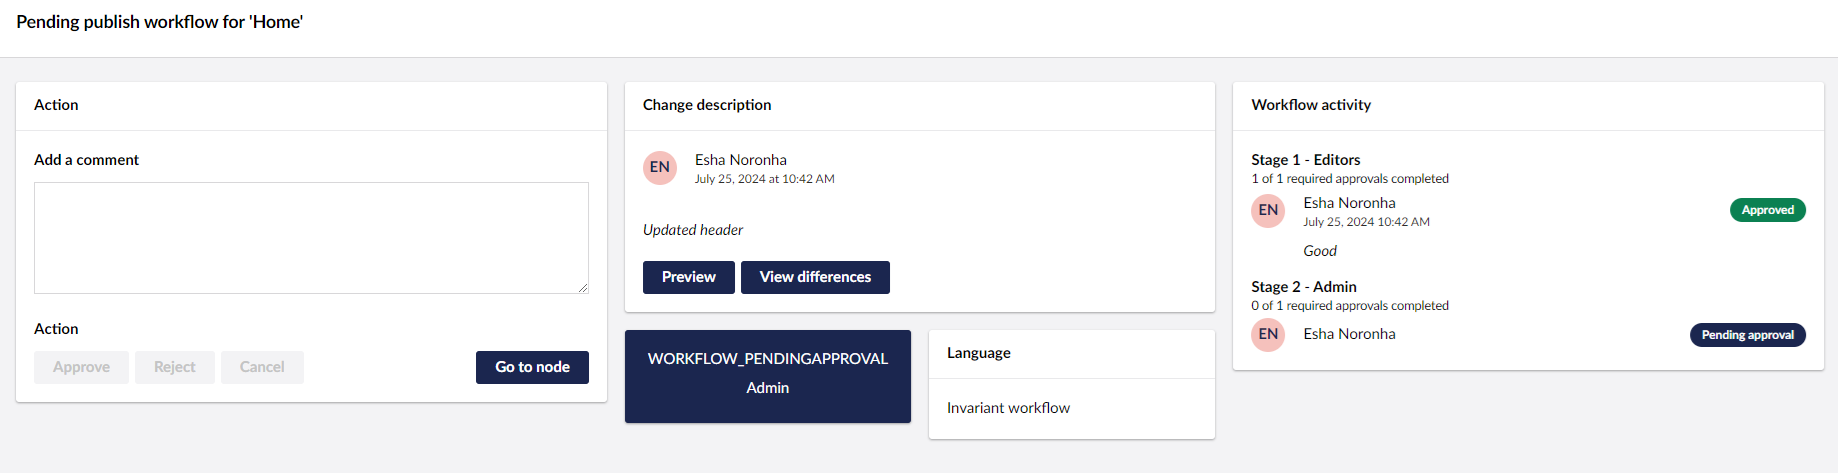 Pending publish workflow for 'Home'
Action
Add a comment
Action
Approve
Reject
Cancel
Go to node
Change description
EN
Esha Noronha
July 25, 2024 at 10:42 AM
Updated header
Preview
View differences
WORKFLOW_PENDINGAPPROVAL
Admin
Language
Invariant workflow
Workflow activity
Stage 1 - Editors
1 of 1 required approvals completed
EN
Esha Noronha
July 25, 2024 10:42 AM
Approved
Good
Stage 2 - Admin
0 of 1 required approvals completed
EN
Esha Noronha
Pending approval